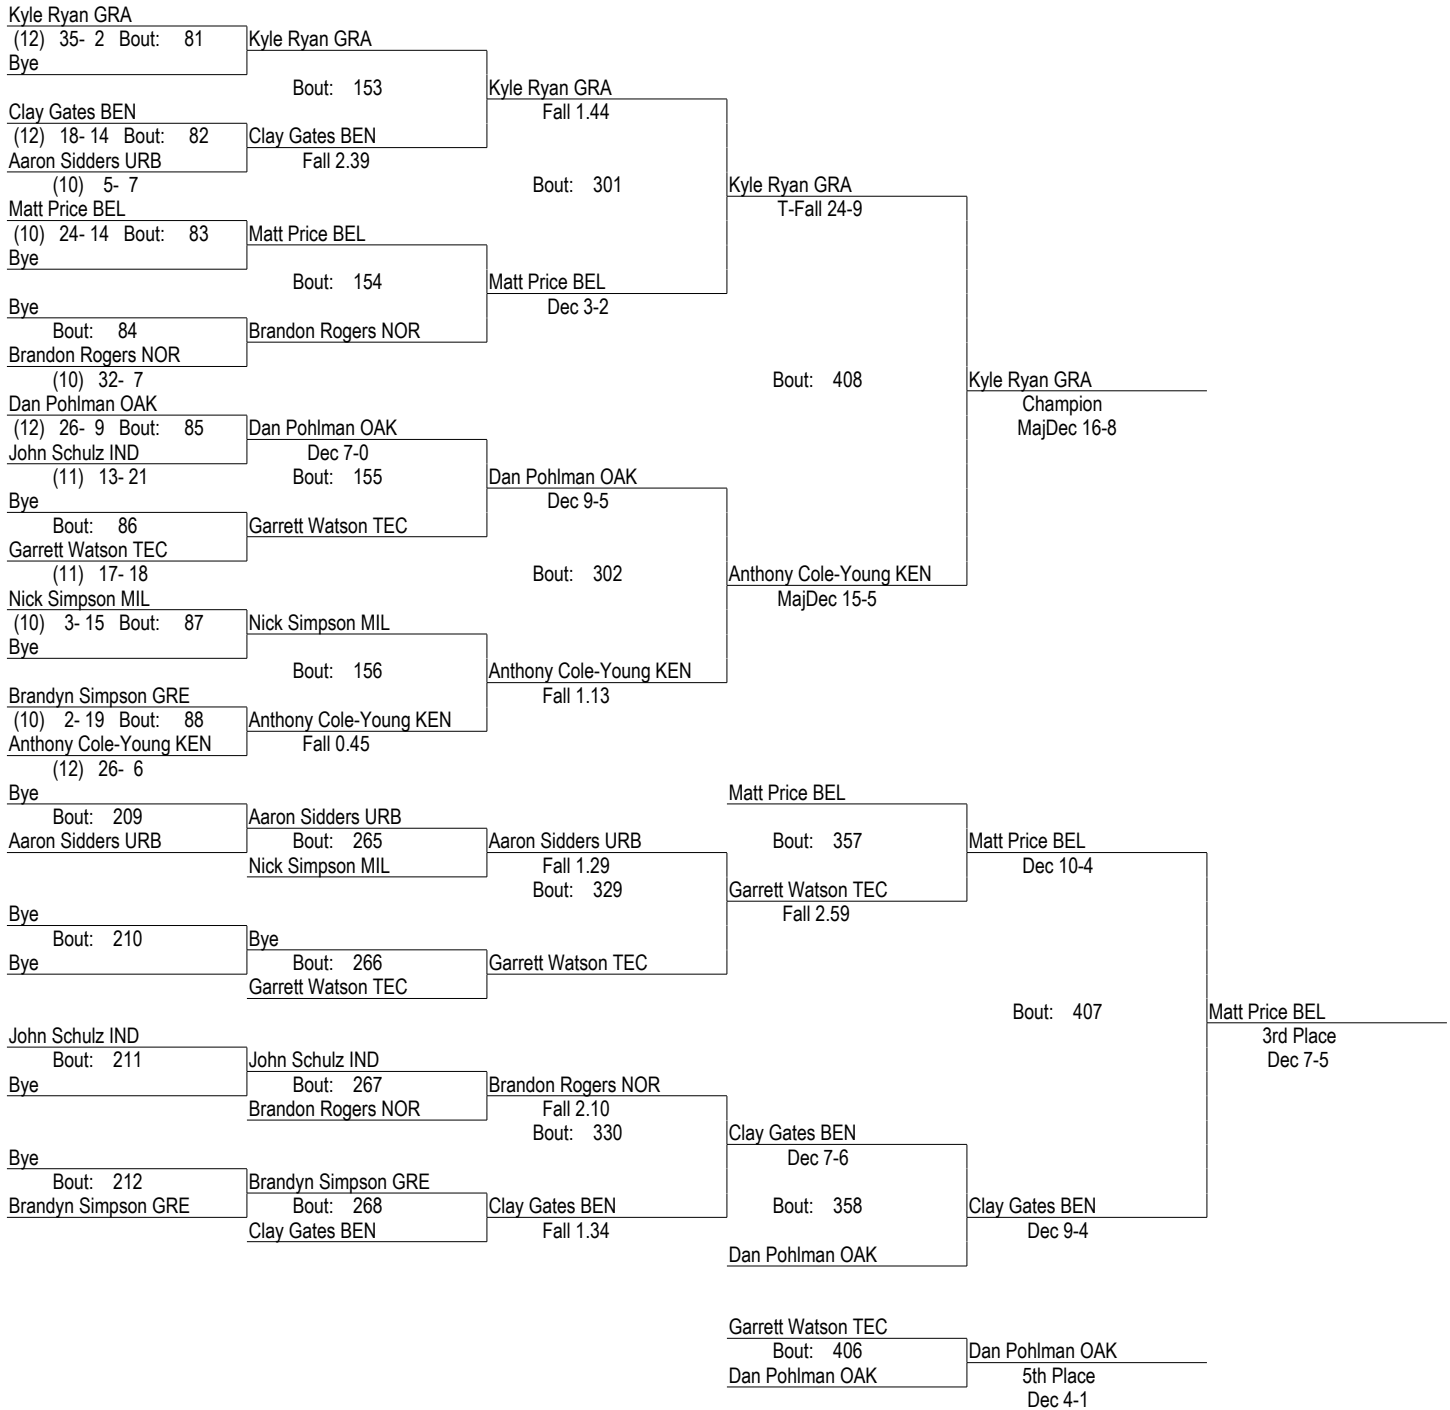 Kyle Ryan GRA
(12) 35- 2 Bout: 81
Kyle Ryan GRA
Bye
Bout: 153
Kyle Ryan GRA
Fall 1.44
Clay Gates BEN
(12) 18- 14 Bout: 82
Clay Gates BEN
Aaron Sidders URB
Fall 2.39
(10) 5- 7
Bout: 301
Kyle Ryan GRA
T-Fall 24-9
Matt Price BEL
(10) 24- 14 Bout: 83
Matt Price BEL
Bye
Bout: 154
Matt Price BEL
Dec 3-2
Bye
Bout: 84
Brandon Rogers NOR
Brandon Rogers NOR
(10) 32- 7
Bout: 408
Kyle Ryan GRA
Champion
MajDec 16-8
Dan Pohlman OAK
(12) 26- 9 Bout: 85
Dan Pohlman OAK
John Schulz IND
Dec 7-0
(11) 13- 21
Bout: 155
Dan Pohlman OAK
Dec 9-5
Bye
Bout: 86
Garrett Watson TEC
Garrett Watson TEC
(11) 17- 18
Bout: 302
Anthony Cole-Young KEN
MajDec 15-5
Nick Simpson MIL
(10) 3- 15 Bout: 87
Nick Simpson MIL
Bye
Bout: 156
Anthony Cole-Young KEN
Fall 1.13
Brandyn Simpson GRE
(10) 2- 19 Bout: 88
Anthony Cole-Young KEN
Anthony Cole-Young KEN
Fall 0.45
(12) 26- 6
Bye
Bout: 209
Aaron Sidders URB
Aaron Sidders URB
Bout: 265
Nick Simpson MIL
Aaron Sidders URB
Fall 1.29
Bout: 329
Matt Price BEL
Bout: 357
Garrett Watson TEC
Fall 2.59
Matt Price BEL
Dec 10-4
Bye
Bout: 210
Bye
Bye
Bout: 266
Garrett Watson TEC
Garrett Watson TEC
Bout: 407
Matt Price BEL
3rd Place
Dec 7-5
John Schulz IND
Bout: 211
Bye
John Schulz IND
Bout: 267
Brandon Rogers NOR
Brandon Rogers NOR
Fall 2.10
Bout: 330
Clay Gates BEN
Dec 7-6
Bye
Bout: 212
Brandyn Simpson GRE
Brandyn Simpson GRE
Bout: 268
Clay Gates BEN
Clay Gates BEN
Fall 1.34
Bout: 358
Dan Pohlman OAK
Clay Gates BEN
Dec 9-4
Garrett Watson TEC
Bout: 406
Dan Pohlman OAK
Dan Pohlman OAK
5th Place
Dec 4-1